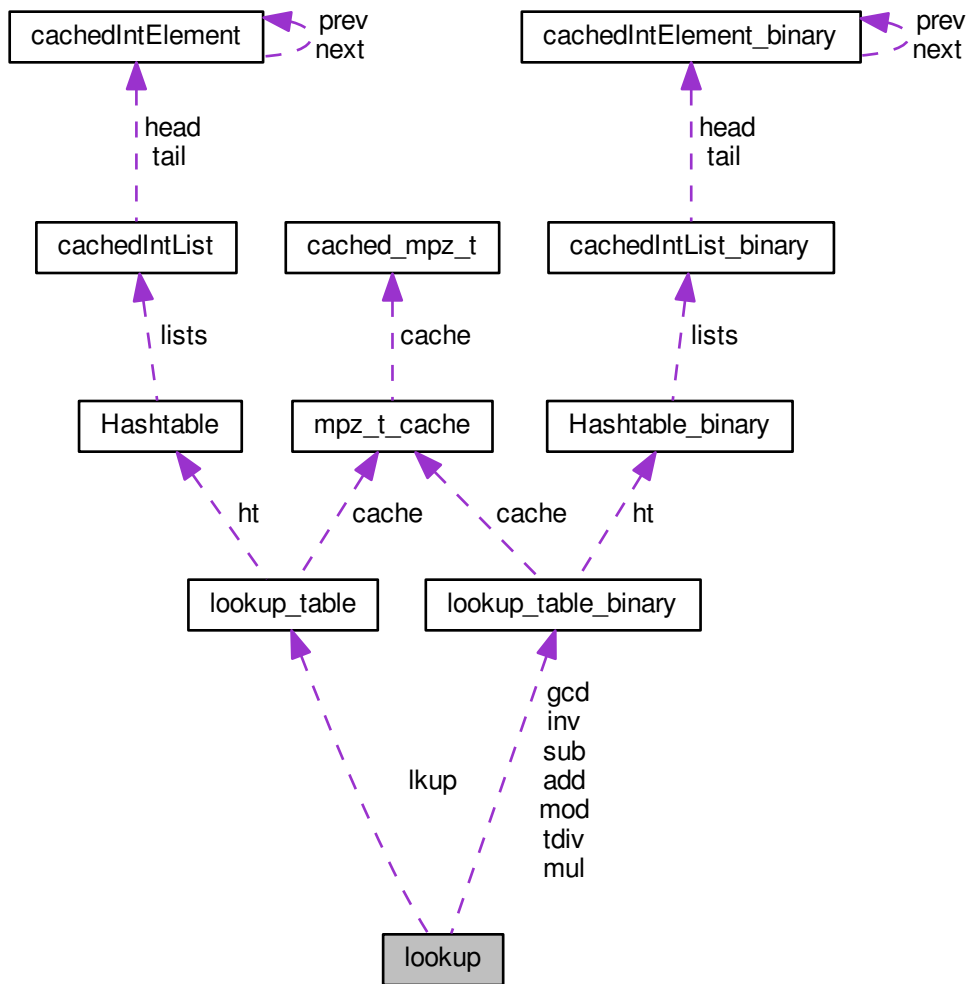 cachedIntElement
prev
next
cachedIntElement_binary
prev
next
head
tail
head
tail
cachedIntList
cached_mpz_t
cachedIntList_binary
lists
cache
lists
Hashtable
mpz_t_cache
Hashtable_binary
ht
cache
cache
ht
lookup_table
lookup_table_binary
lkup
gcd
inv
sub
add
mod
tdiv
mul
lookup